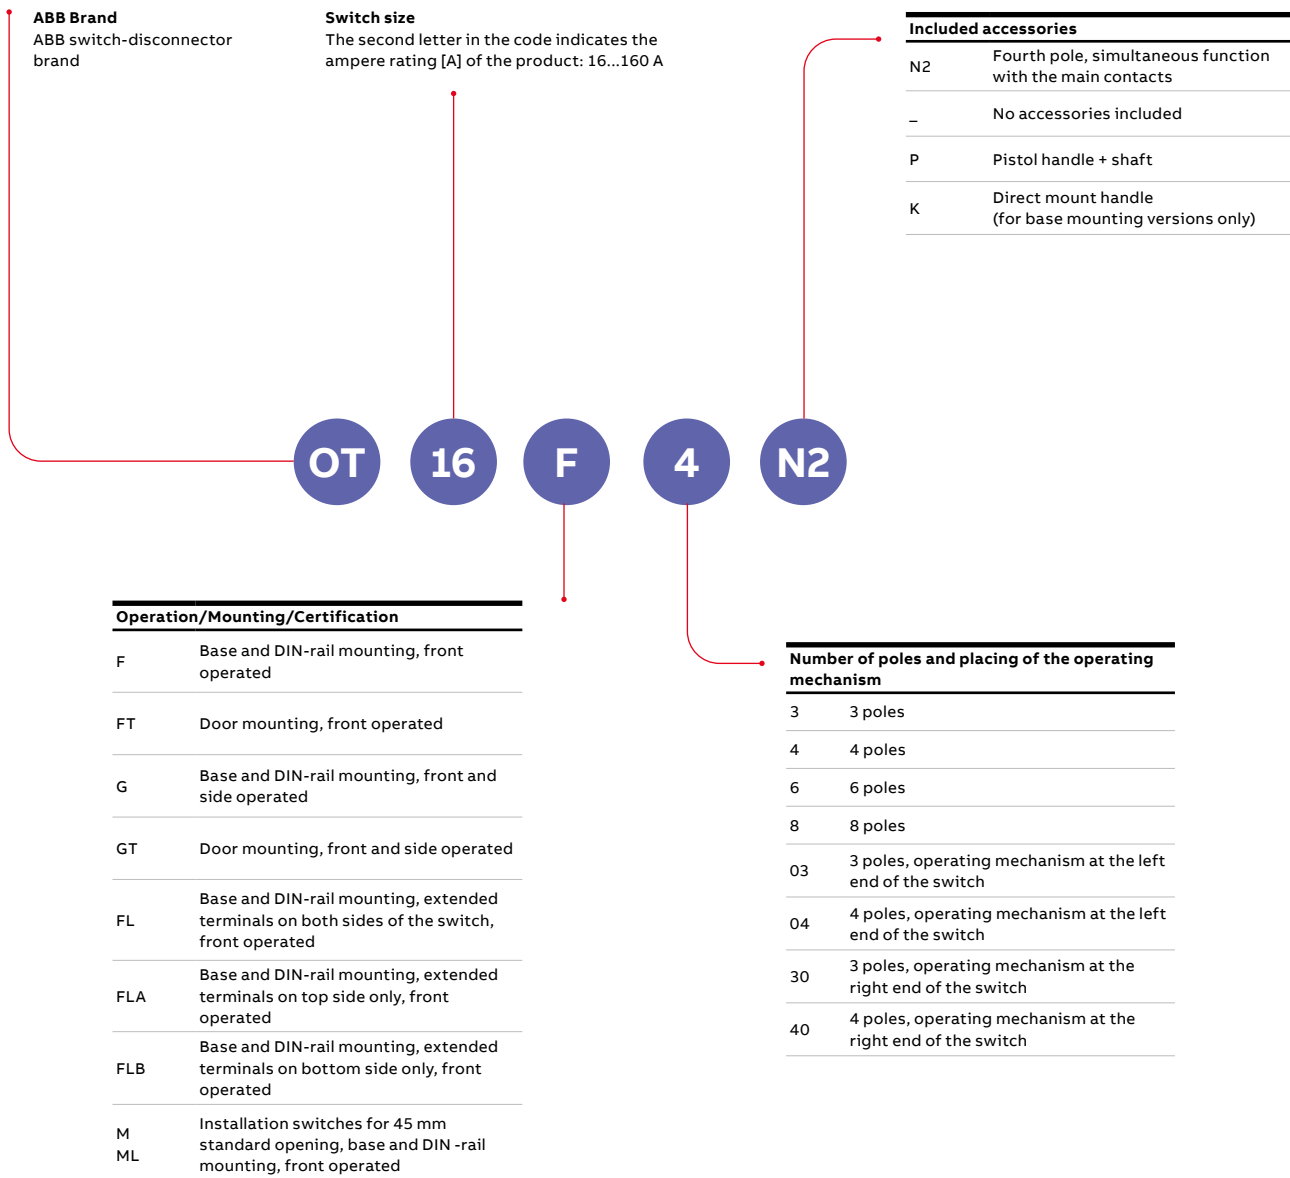 ABB Brand
ABB switch-disconnector
brand
Switch size
The second letter in the code indicates the
ampere rating [A] of the product: 16...160 A
Included accessories
N2 Fourth pole, simultaneous function
with the main contacts
_ No accessories included
P Pistol handle + shaft
K Direct mount handle
(for base mounting versions only)
OT 16 F 4 N2
Operation/Mounting/Certification
F Base and DIN-rail mounting, front
operated
FT Door mounting, front operated
G Base and DIN-rail mounting, front and
side operated
GT Door mounting, front and side operated
FL Base and DIN-rail mounting, extended
terminals on both sides of the switch,
front operated
FLA Base and DIN-rail mounting, extended
terminals on top side only, front
operated
FLB Base and DIN-rail mounting, extended
terminals on bottom side only, front
operated
M
ML
Installation switches for 45 mm
standard opening, base and DIN -rail
mounting, front operated
Number of poles and placing of the operating
mechanism
3 3 poles
4 4 poles
6 6 poles
8 8 poles
03 3 poles, operating mechanism at the left
end of the switch
04 4 poles, operating mechanism at the left
end of the switch
30 3 poles, operating mechanism at the
right end of the switch
40 4 poles, operating mechanism at the
right end of the switch